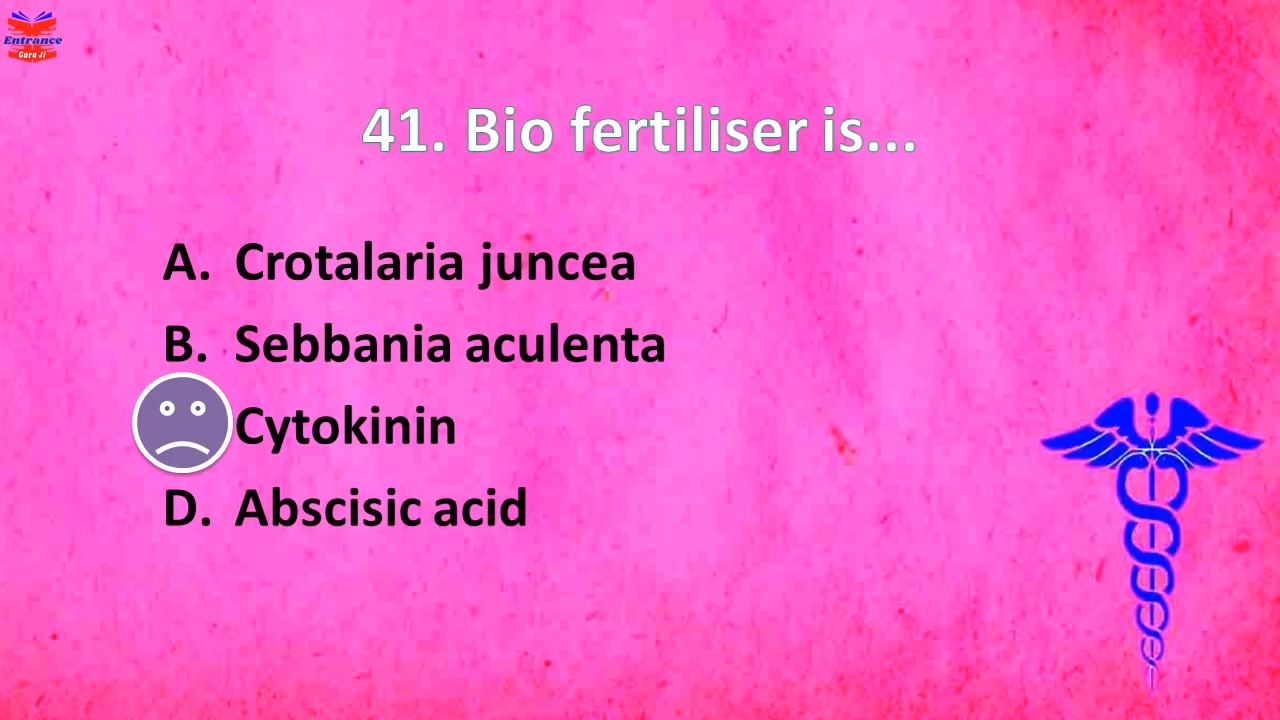 Entrance
Guru Ji
41. Bio fertiliser is...
A. Crotalaria juncea
B. Sebbania aculenta
Cytokinin
D. Abscisic acid